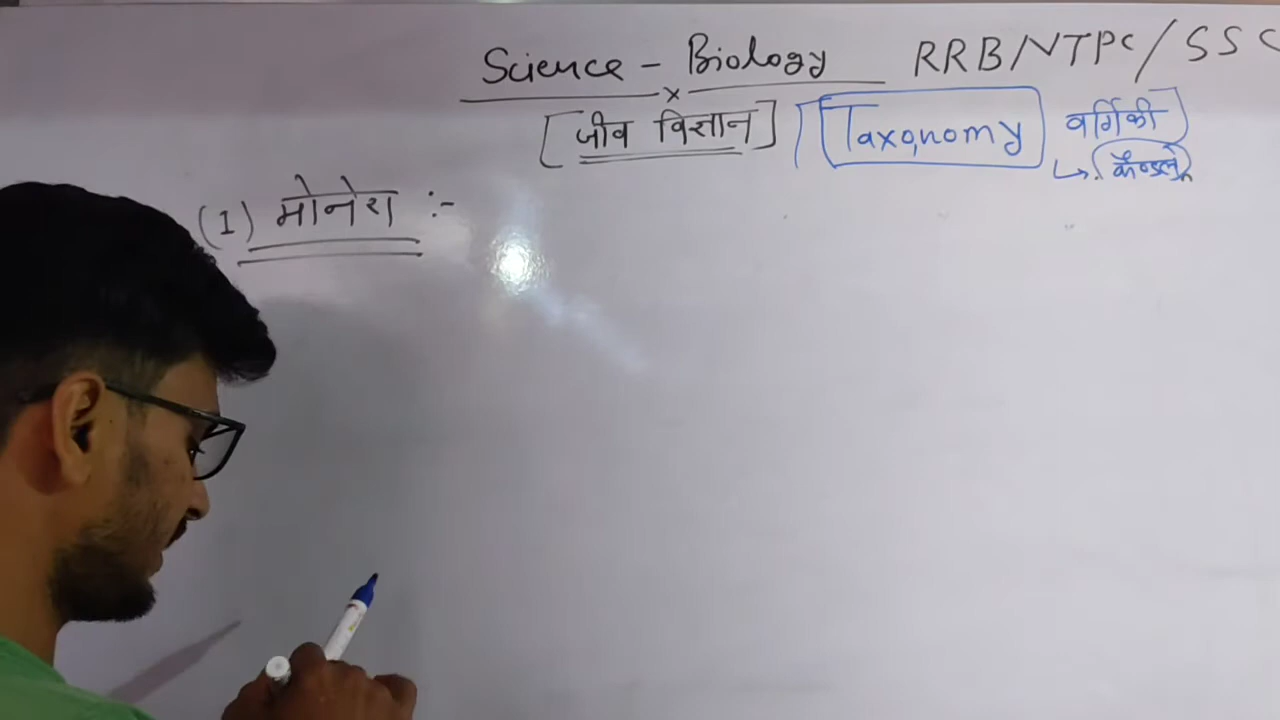 Science - Biology RRB/NTPC/SSC
[जीव विज्ञान] [Taxonomy वर्गिकी]
↳ कैण्डोले
(1) मोनेरा :-